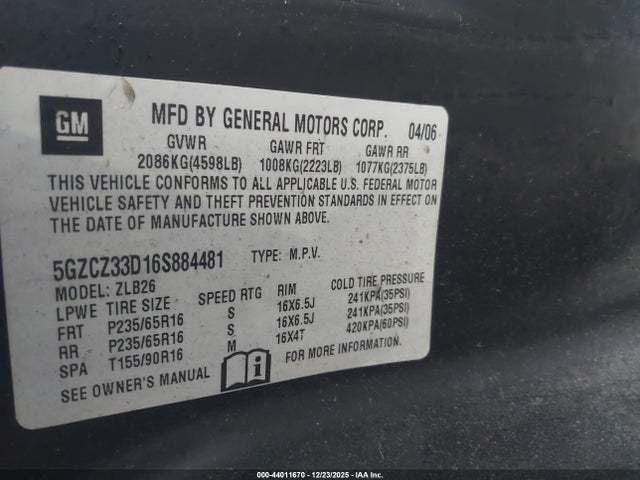 GM
MFD BY GENERAL MOTORS CORP. 04/06
GVWR GAWR FRT GAWR RR
2086KG(4598LB) 1008KG(2223LB) 1077KG(2375LB)
THIS VEHICLE CONFORMS TO ALL APPLICABLE U.S. FEDERAL MOTOR
VEHICLE SAFETY AND THEFT PREVENTION STANDARDS IN EFFECT ON
THE DATE OF MANUFACTURE SHOWN ABOVE.
5GZCZ33D16S884481 TYPE: M.P.V.
MODEL: ZLB26
LPWE TIRE SIZE SPEED RTG RIM COLD TIRE PRESSURE
FRT P235/65R16 S 16X6.5J 241KPA(35PSI)
RR P235/65R16 S 16X6.5J 241KPA(35PSI)
SPA T155/90R16 M 16X4T 420KPA(60PSI)
SEE OWNER'S MANUAL i FOR MORE INFORMATION.
000-44011670 - 12/23/2025 - IAA Inc.